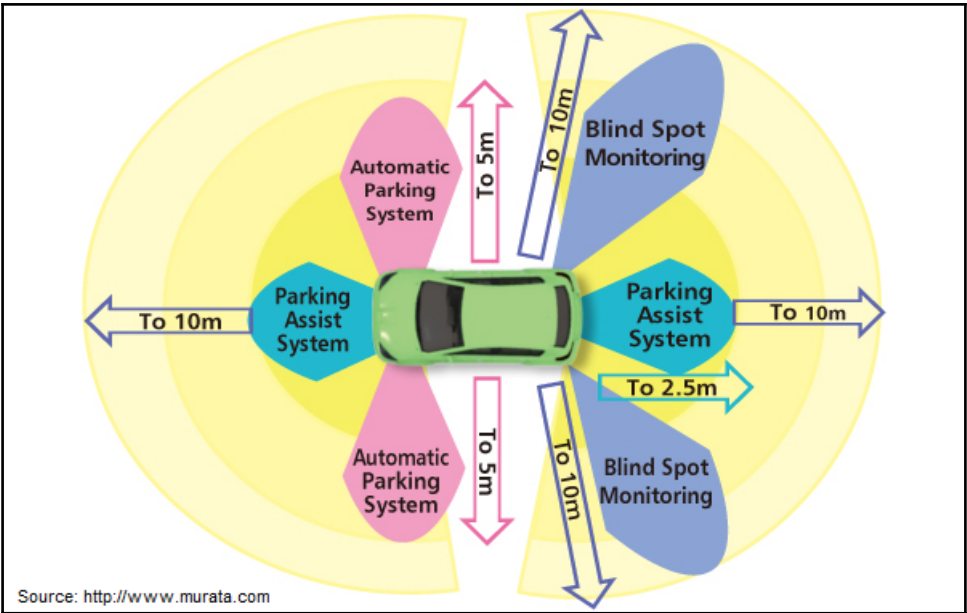 To 5m
To 10m
Blind Spot
Monitoring
Automatic
Parking
System
Parking
Assist
System
To 10m
Parking
Assist
System
To 10m
To 2.5m
Automatic
Parking
System
To 5m
To 10m
Blind Spot
Monitoring
Source: http://www.murata.com